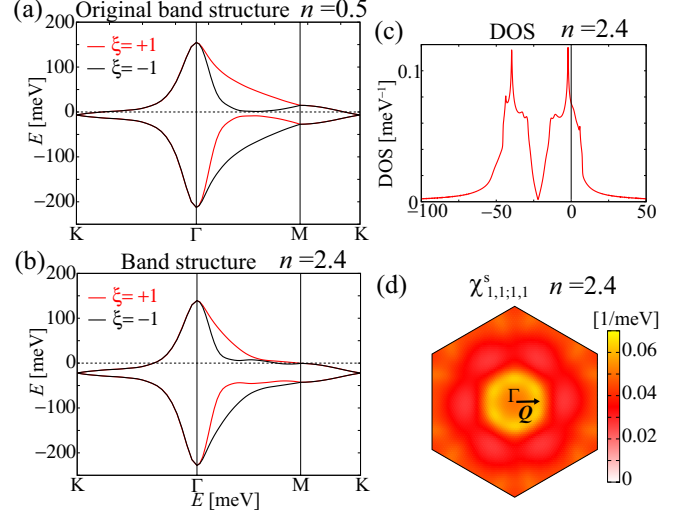 (a) Original band structure n=0.5
ξ=+1
ξ=−1
E [meV]
200
150
100
50
0
−100
−200
K Γ M K
(b) Band structure n=2.4
ξ=+1
ξ=−1
E [meV]
200
100
0
−100
−200
K Γ M K
E [meV]
(c) DOS n=2.4
DOS [meV⁻¹]
0.1
0
−100 −50 0 50
(d) χˢ₁,₁;₁,₁ n=2.4
[1/meV]
0.06
0.04
0.02
0
Γ
Q